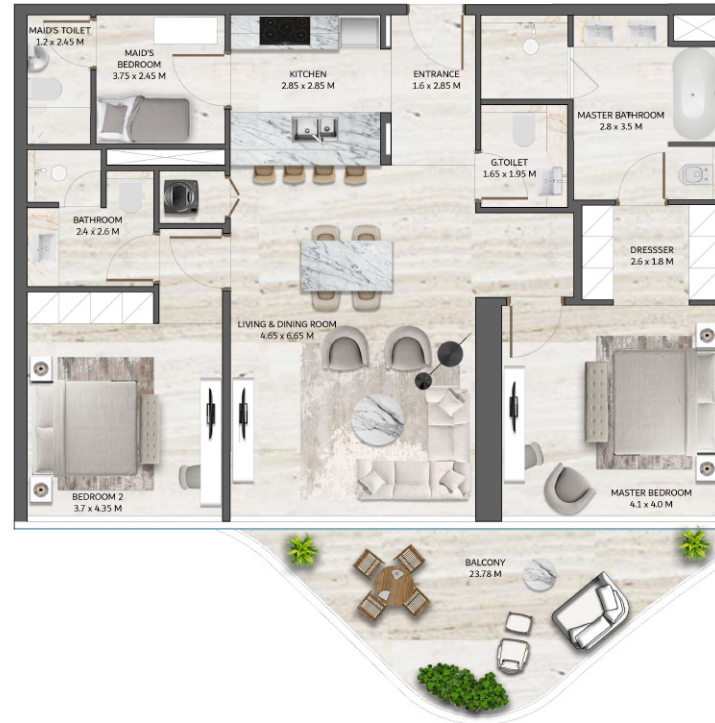 MAID'S TOILET
1.2 x 2.45 M
MAID'S
BEDROOM
3.75 x 2.45 M
KITCHEN
2.85 x 2.85 M
ENTRANCE
1.6 x 2.85 M
MASTER BATHROOM
2.8 x 3.5 M
G.TOILET
1.65 x 1.95 M
BATHROOM
2.4 x 2.6 M
DRESSSER
2.6 x 1.8 M
LIVING & DINING ROOM
4.65 x 6.65 M
BEDROOM 2
3.7 x 4.35 M
MASTER BEDROOM
4.1 x 4.0 M
BALCONY
23.78 M